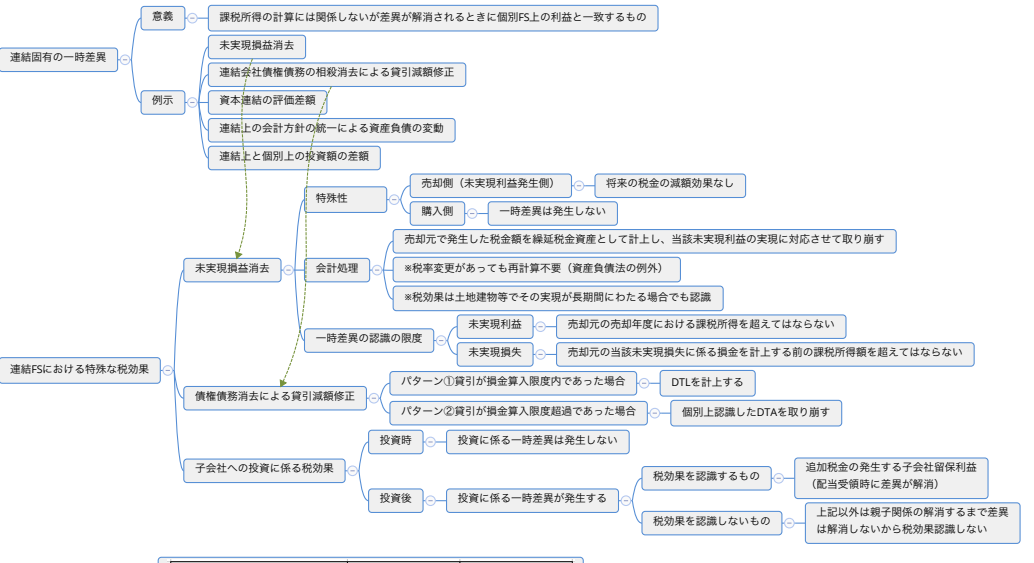 連結固有の一時差異
意義
課税所得の計算には関係しないが差異が解消されるときに個別FS上の利益と一致するもの
例示
未実現損益消去
連結会社債権債務の相殺消去による貸引減額修正
資本連結の評価差額
連結上の会計方針の統一による資産負債の変動
連結上と個別上の投資額の差額
連結FSにおける特殊な税効果
未実現損益消去
特殊性
売却側（未実現利益発生側）
将来の税金の減額効果なし
購入側
一時差異は発生しない
会計処理
売却元で発生した税金額を繰延税金資産として計上し、当該未実現利益の実現に対応させて取り崩す
※税率変更があっても再計算不要（資産負債法の例外）
※税効果は土地建物等でその実現が長期間にわたる場合でも認識
一時差異の認識の限度
未実現利益
売却元の売却年度における課税所得を超えてはならない
未実現損失
売却元の当該未実現損失に係る損金を計上する前の課税所得額を超えてはならない
債権債務消去による貸引減額修正
パターン①貸引が損金算入限度内であった場合
DTLを計上する
パターン②貸引が損金算入限度超過であった場合
個別上認識したDTAを取り崩す
子会社への投資に係る税効果
投資時
投資に係る一時差異は発生しない
投資後
投資に係る一時差異が発生する
税効果を認識するもの
追加税金の発生する子会社留保利益
（配当受領時に差異が解消）
税効果を認識しないもの
上記以外は親子関係の解消するまで差異
は解消しないから税効果認識しない